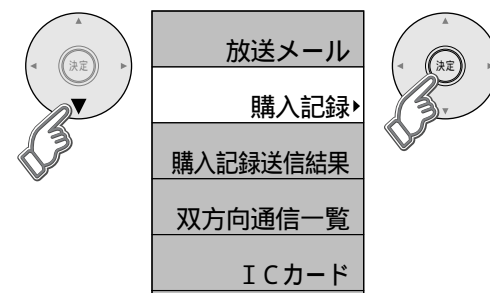 決定
放送メール
購入記録
購入記録送信結果
双方向通信一覧
ＩＣカード
決定